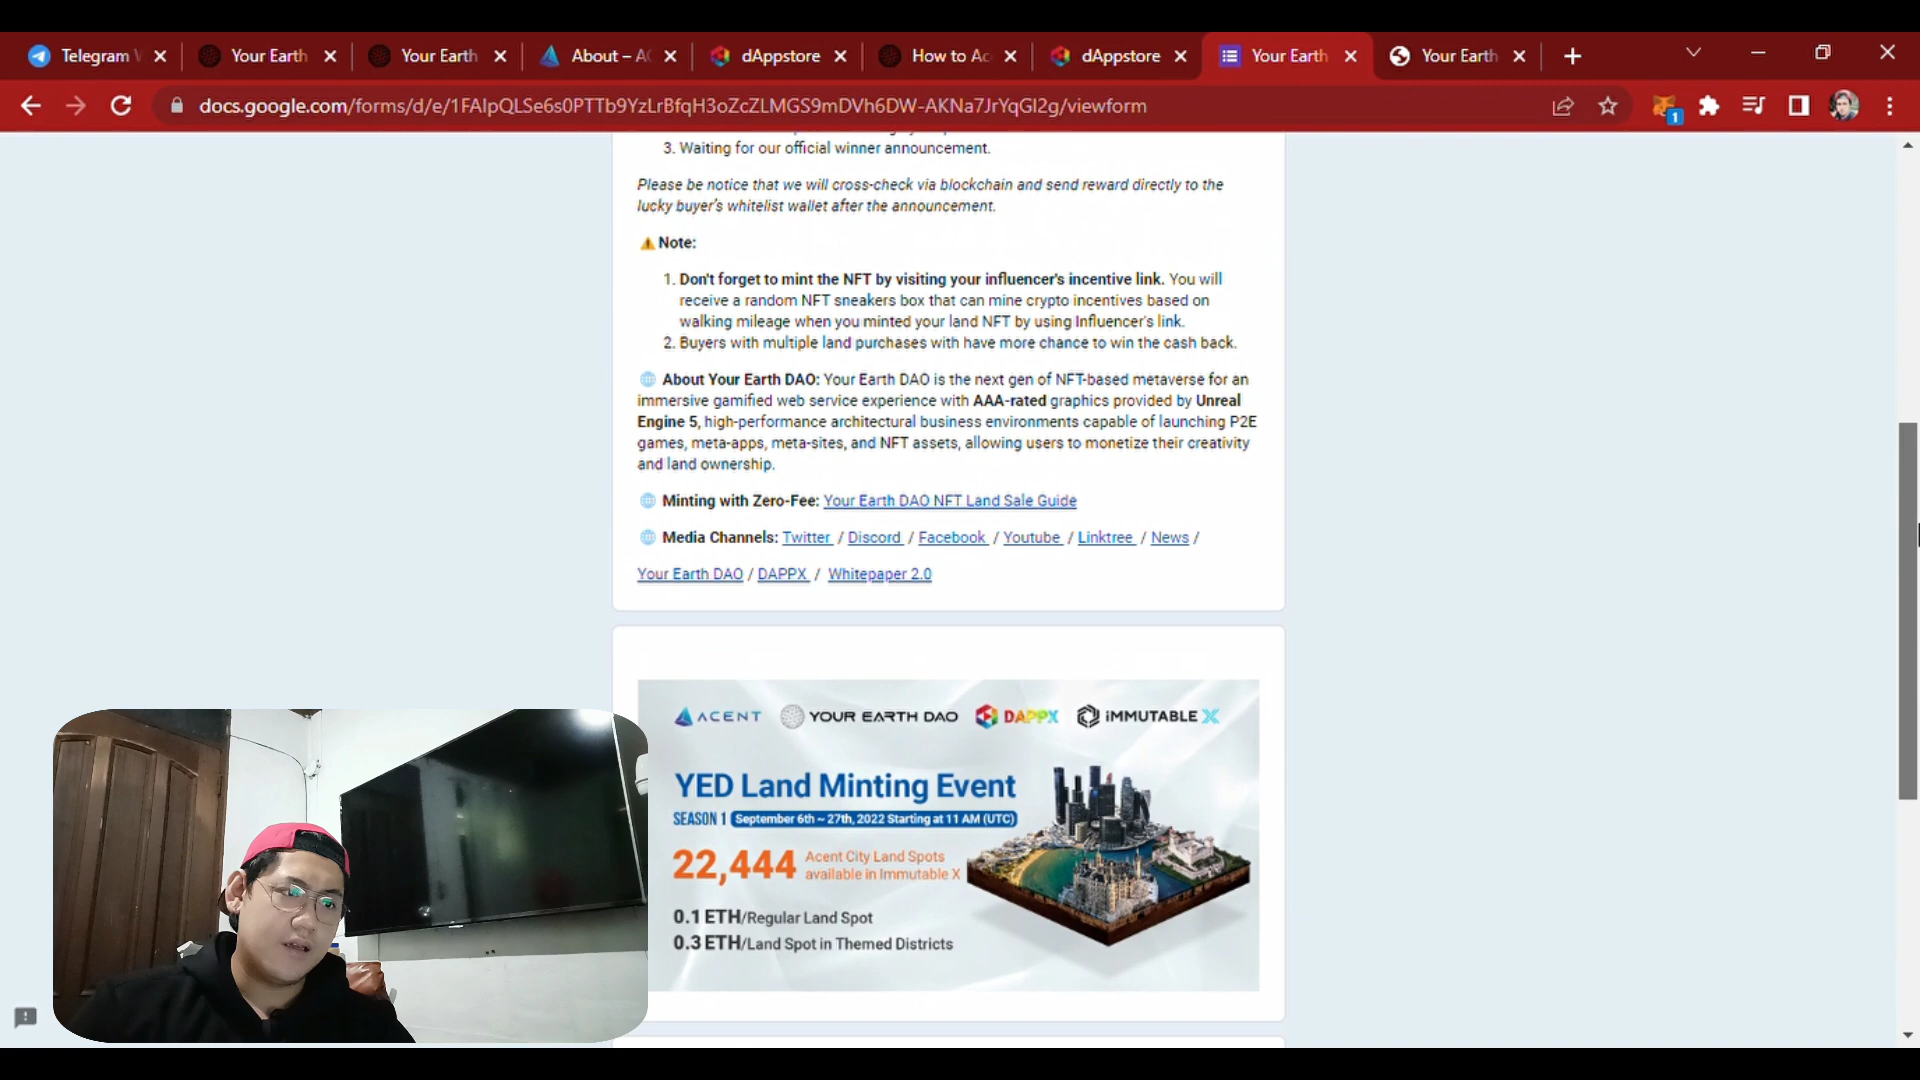 Telegram
Your Earth
Your Earth
About – AC
dAppstore
How to Ac
dAppstore
Your Earth
Your Earth
docs.google.com/forms/d/e/1FAIpQLSe6s0PTTb9YzLrBfqH3oZcZLMGS9mDVh6DW-AKNa7JrYqGI2g/viewform
1
3. Waiting for our official winner announcement.
Please be notice that we will cross-check via blockchain and send reward directly to the
lucky buyer's whitelist wallet after the announcement.
Note:
1. Don't forget to mint the NFT by visiting your influencer's incentive link. You will
receive a random NFT sneakers box that can mine crypto incentives based on
walking mileage when you minted your land NFT by using Influencer's link.
2. Buyers with multiple land purchases with have more chance to win the cash back.
About Your Earth DAO: Your Earth DAO is the next gen of NFT-based metaverse for an
immersive gamified web service experience with AAA-rated graphics provided by Unreal
Engine 5, high-performance architectural business environments capable of launching P2E
games, meta-apps, meta-sites, and NFT assets, allowing users to monetize their creativity
and land ownership.
Minting with Zero-Fee: Your Earth DAO NFT Land Sale Guide
Media Channels: Twitter / Discord / Facebook / Youtube / Linktree / News /
Your Earth DAO / DAPPX / Whitepaper 2.0
ACENT YOUR EARTH DAO DAPPX IMMUTABLE X
YED Land Minting Event
SEASON 1 September 6th ~ 27th, 2022 Starting at 11 AM (UTC)
22,444 Acent City Land Spots
available in Immutable X
0.1 ETH/Regular Land Spot
0.3 ETH/Land Spot in Themed Districts